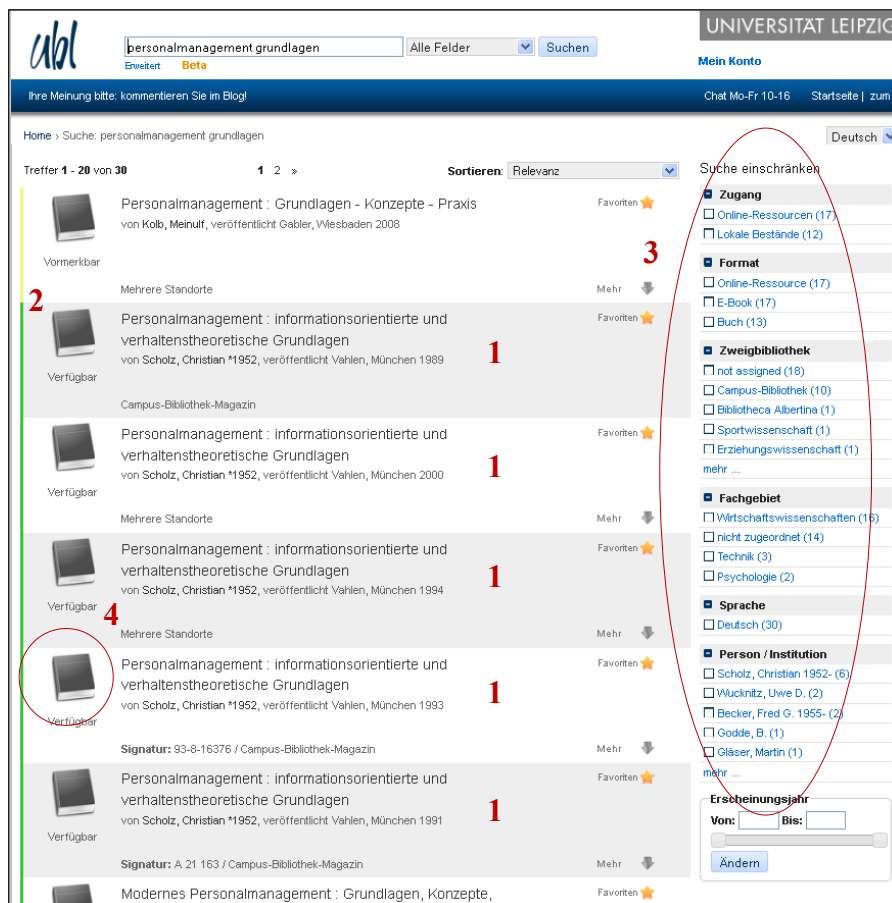 ubl
personalmanagement grundlagen
Alle Felder
Suchen
Erweitert Beta
UNIVERSITÄT LEIPZIG
Mein Konto
Ihre Meinung bitte: kommentieren Sie im Blog!
Chat Mo-Fr 10-16 Startseite | zum
Home › Suche: personalmanagement grundlagen
Deutsch
Treffer 1 - 20 von 30
1 2 »
Sortieren: Relevanz
Personalmanagement : Grundlagen - Konzepte - Praxis
Favoriten
von Kolb, Meinulf, veröffentlicht Gabler, Wiesbaden 2008
Vormerkbar
3
Mehrere Standorte
Mehr
2
Personalmanagement : informationsorientierte und
Favoriten
verhaltenstheoretische Grundlagen
1
von Scholz, Christian *1952, veröffentlicht Vahlen, München 1989
Verfügbar
Campus-Bibliothek-Magazin
Personalmanagement : informationsorientierte und
Favoriten
verhaltenstheoretische Grundlagen
1
von Scholz, Christian *1952, veröffentlicht Vahlen, München 2000
Verfügbar
Mehrere Standorte
Mehr
Personalmanagement : informationsorientierte und
Favoriten
verhaltenstheoretische Grundlagen
1
von Scholz, Christian *1952, veröffentlicht Vahlen, München 1994
Verfügbar
4
Mehrere Standorte
Mehr
Personalmanagement : informationsorientierte und
Favoriten
verhaltenstheoretische Grundlagen
1
von Scholz, Christian *1952, veröffentlicht Vahlen, München 1993
Verfügbar
Signatur: 93-8-16376 / Campus-Bibliothek-Magazin
Mehr
Personalmanagement : informationsorientierte und
Favoriten
verhaltenstheoretische Grundlagen
1
von Scholz, Christian *1952, veröffentlicht Vahlen, München 1991
Verfügbar
Signatur: A 21 163 / Campus-Bibliothek-Magazin
Mehr
Modernes Personalmanagement : Grundlagen, Konzepte,
Favoriten
Suche einschränken
Zugang
Online-Ressourcen (17)
Lokale Bestände (12)
Format
Online-Ressource (17)
E-Book (17)
Buch (13)
Zweigbibliothek
not assigned (18)
Campus-Bibliothek (10)
Bibliotheca Albertina (1)
Sportwissenschaft (1)
Erziehungswissenschaft (1)
mehr ...
Fachgebiet
Wirtschaftswissenschaften (16)
nicht zugeordnet (14)
Technik (3)
Psychologie (2)
Sprache
Deutsch (30)
Person / Institution
Scholz, Christian 1952- (6)
Wucknitz, Uwe D. (2)
Becker, Fred G. 1955- (2)
Godde, B. (1)
Gläser, Martin (1)
mehr ...
Erscheinungsjahr
Von: Bis:
Ändern